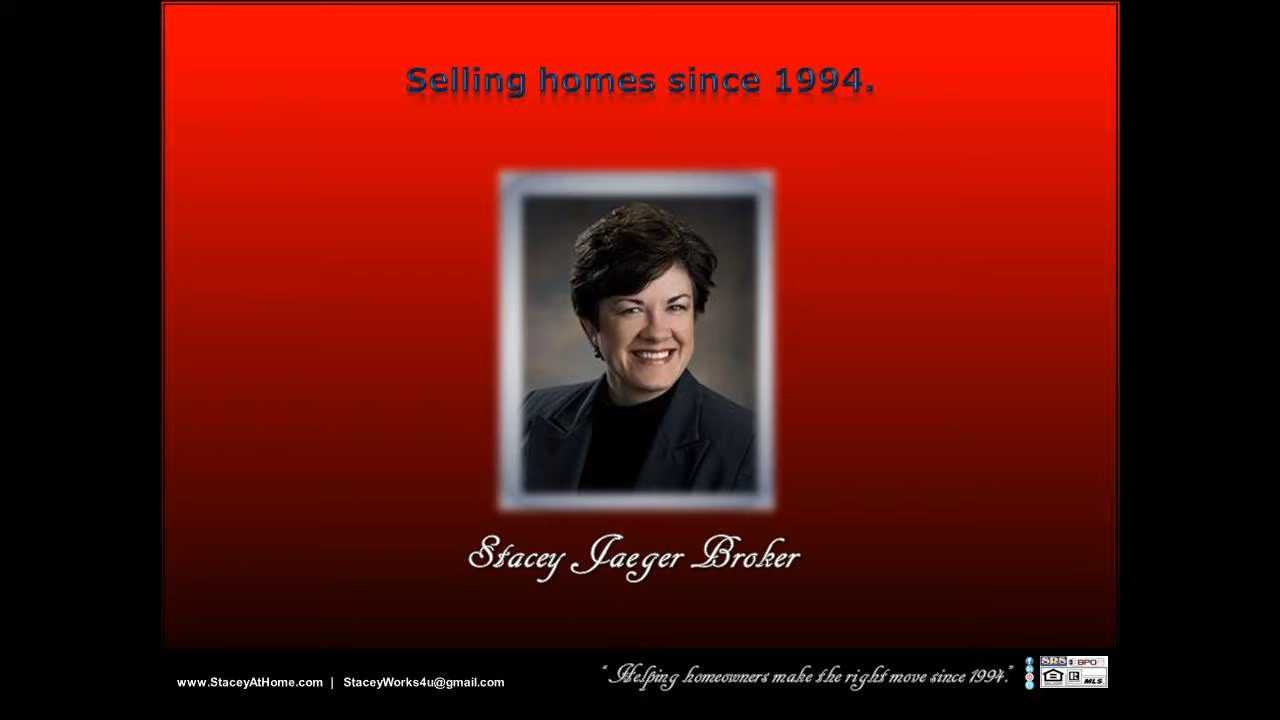 Selling homes since 1994.
Stacey Jaeger Broker
www.StaceyAtHome.com | StaceyWorks4u@gmail.com
“Helping homeowners make the right move since 1994.”
SRS BPO
R MLS